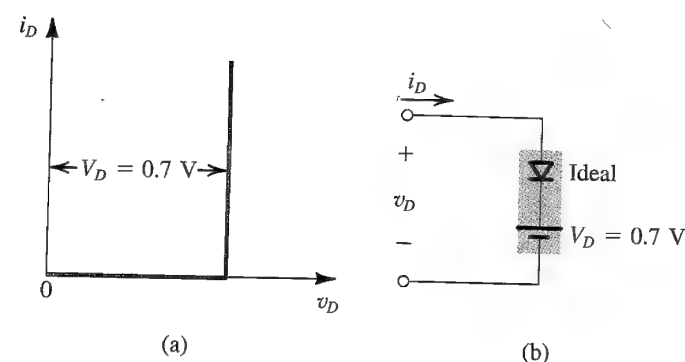 i_D
V_D = 0.7 V
0
v_D
(a)
i_D
+
v_D
−
Ideal
V_D = 0.7 V
(b)